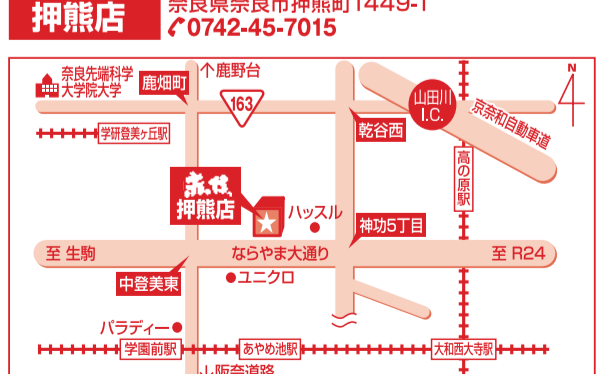 押熊店
奈良県奈良市押熊町1449-1
0742-45-7015
奈良先端科学
大学院大学
鹿畑町
鹿野台
163
山田川
I.C.
N
京奈和自動車道
乾谷西
学研登美ヶ丘駅
高の原駅
押熊店
ハッスル
神功5丁目
至 生駒
ならやま大通り
至 R24
中登美東
ユニクロ
パラディー
学園前駅
あやめ池駅
大和西大寺駅
阪奈道路